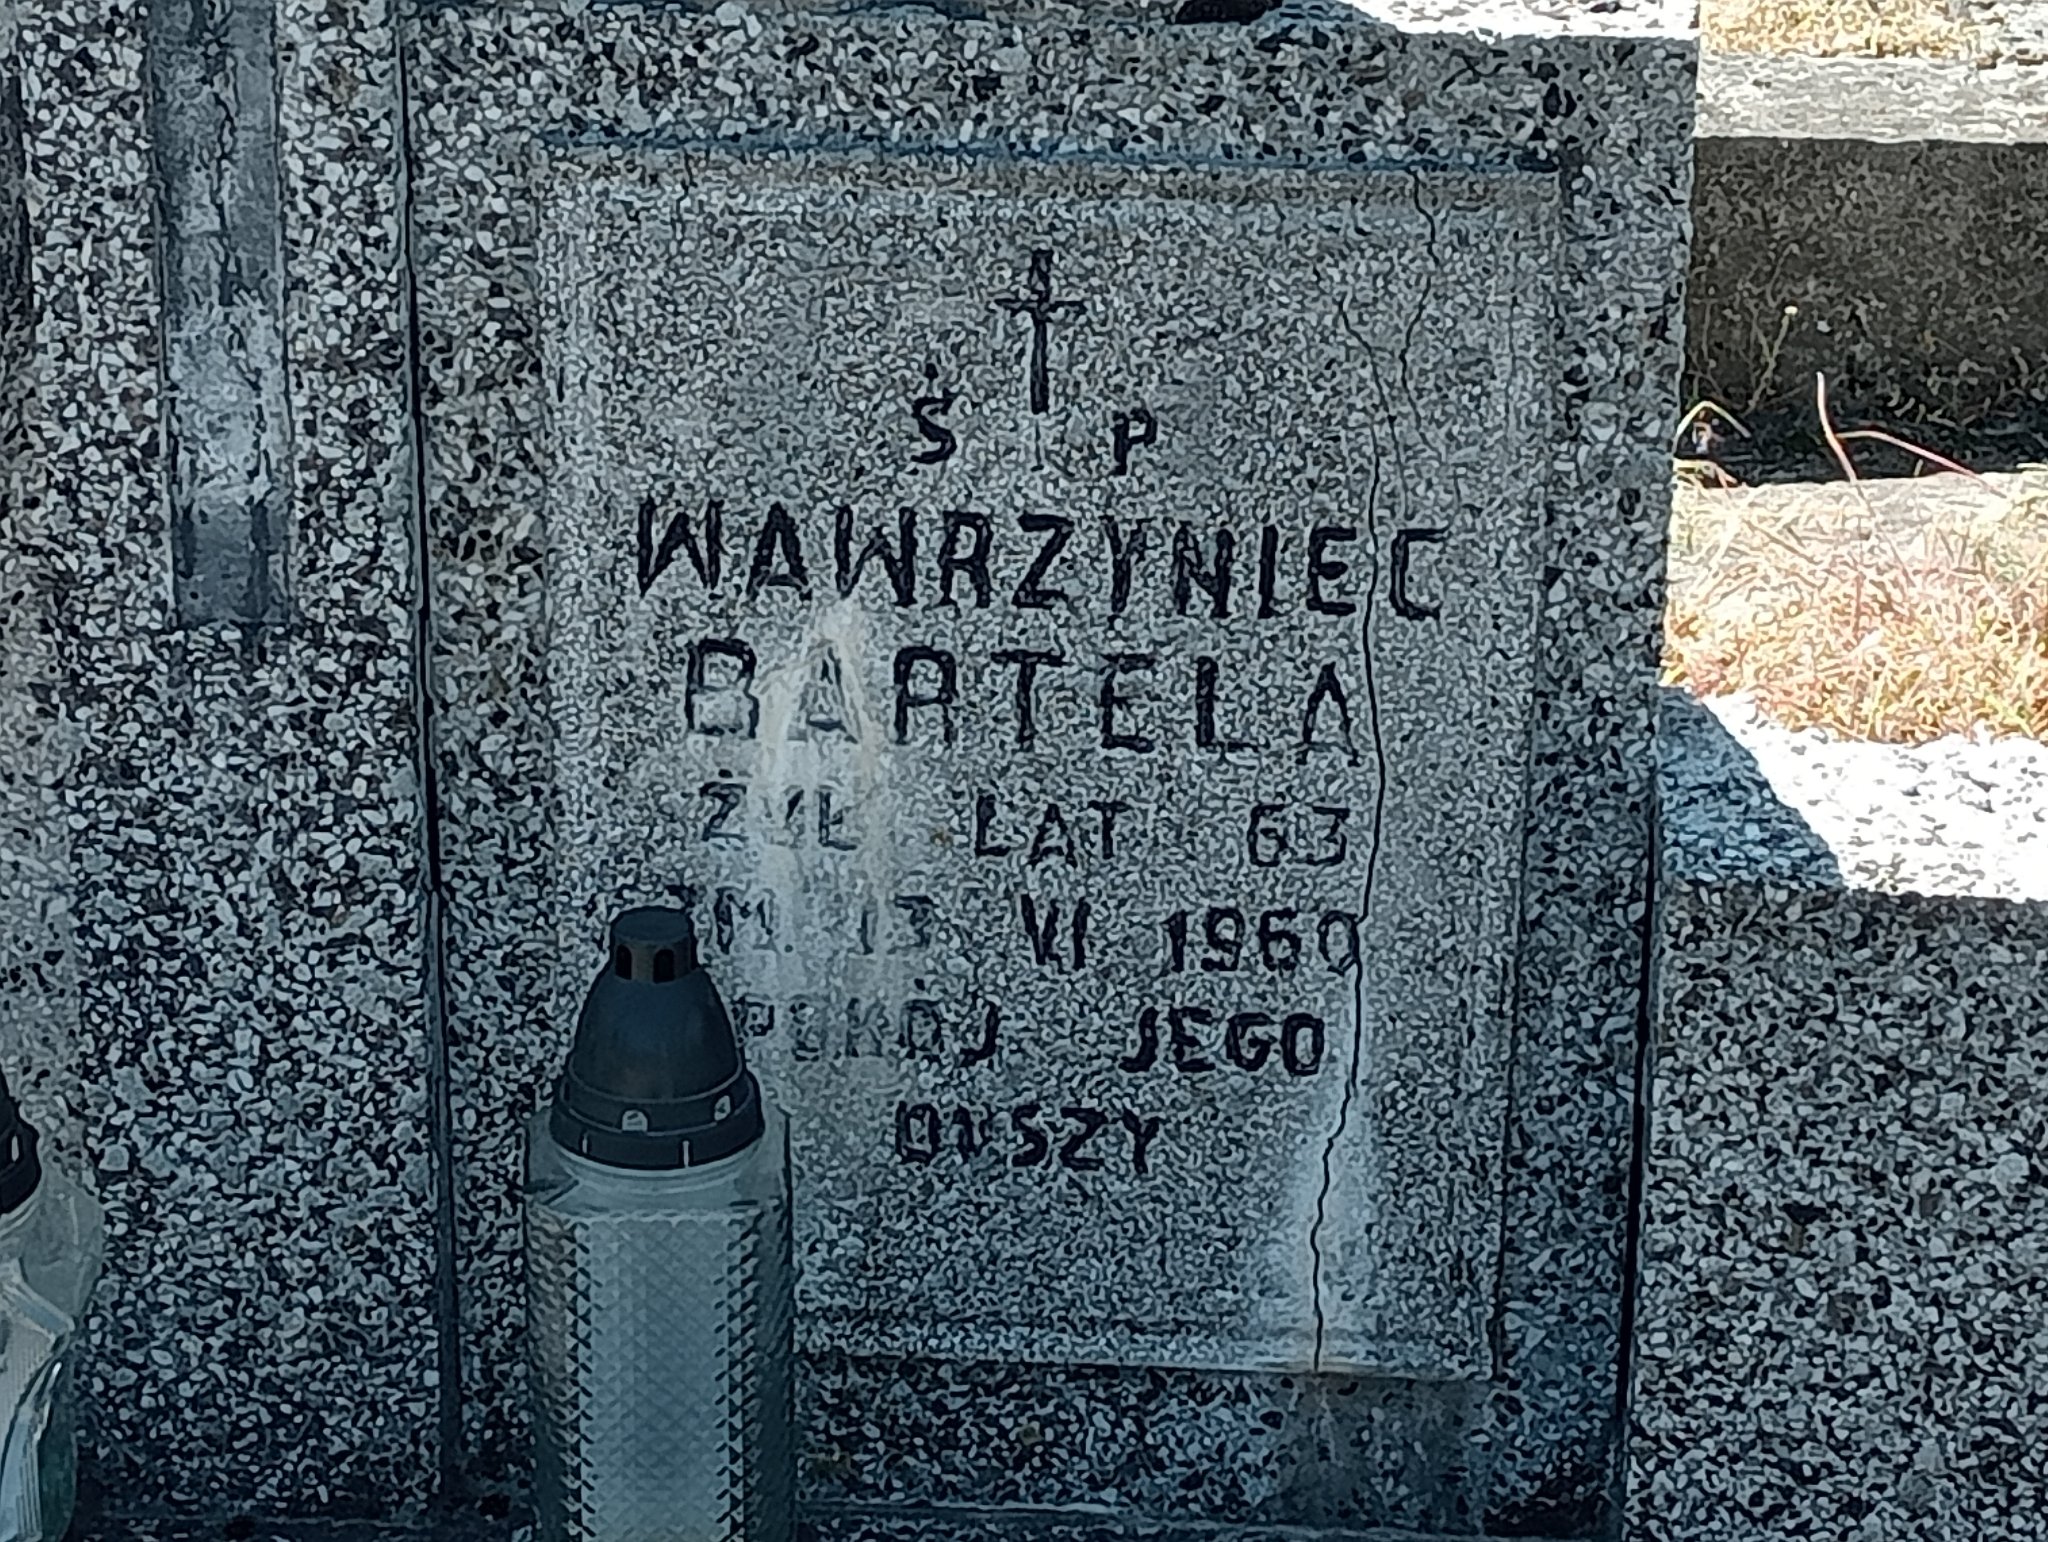 Ś P
WAWRZYNIEC
BARTELA
ŻYŁ LAT 63
ZM. 13 VI 1960
POKÓJ JEGO
DUSZY